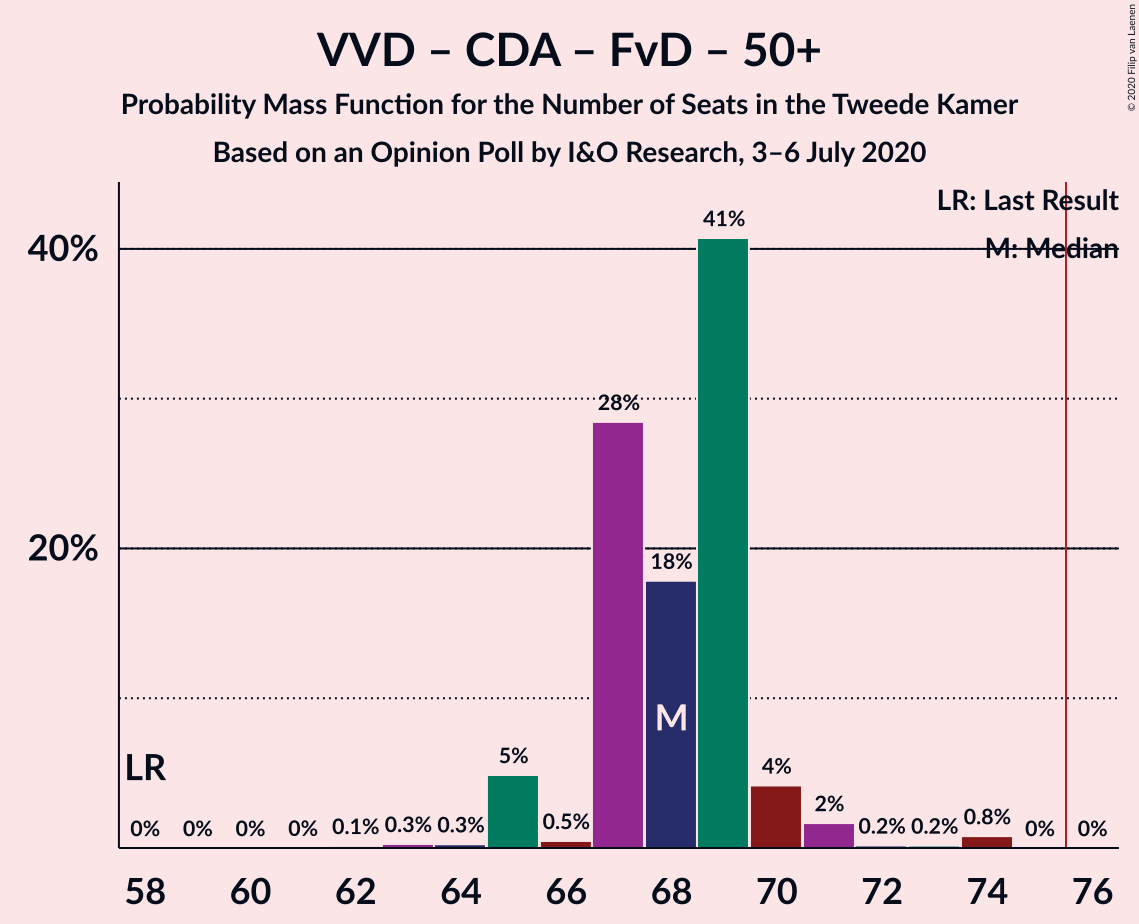 VVD – CDA – FvD – 50+
Probability Mass Function for the Number of Seats in the Tweede Kamer
Based on an Opinion Poll by I&O Research, 3–6 July 2020
© 2020 Filip van Laenen
LR: Last Result
M: Median
40%
20%
41%
28%
18%
M
LR
5%
4%
2%
0% 0% 0% 0% 0.1% 0.3% 0.3% 0.5% 0.2% 0.2% 0.8% 0% 0%
58 60 62 64 66 68 70 72 74 76